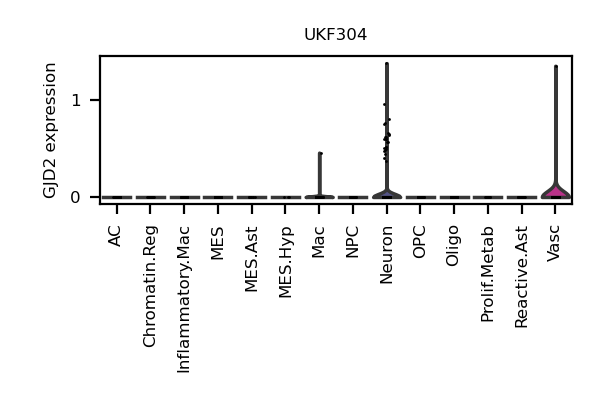 UKF304
GJD2 expression
1
0
AC
Chromatin.Reg
Inflammatory.Mac
MES
MES.Ast
MES.Hyp
Mac
NPC
Neuron
OPC
Oligo
Prolif.Metab
Reactive.Ast
Vasc